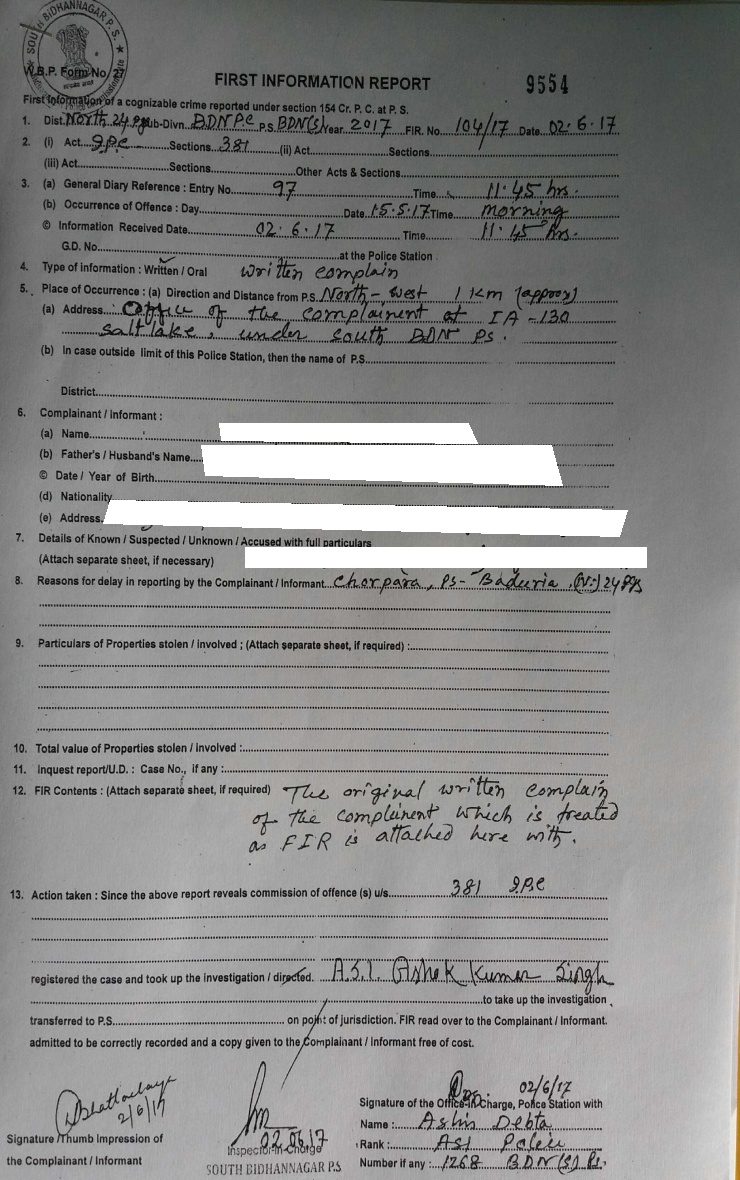 SOUTH BIDHANNAGAR P.S.
W.B.P. Form No. 27
FIRST INFORMATION REPORT 9554
First Information of a cognizable crime reported under section 154 Cr. P. C. at P. S.
1. Dist. North 24 Pgs Sub-Divn. BDN P.C P.S. BDN(S) Year 2017 FIR. No. 104/17 Date 02.6.17
2. (i) Act IPC Sections 381 (ii) Act Sections
(iii) Act Sections Other Acts & Sections
3. (a) General Diary Reference : Entry No. 97 Time 11.45 hrs.
(b) Occurrence of Offence : Day Date 15.5.17 Time morning
© Information Received Date 02.6.17 Time 11.45 hrs.
G.D. No. at the Police Station
4. Type of information : Written / Oral written complain
5. Place of Occurrence : (a) Direction and Distance from P.S. North - West 1 Km (approx)
(a) Address Office of the complainent at IA - 130
saltlake, under south BDN PS.
(b) In case outside limit of this Police Station, then the name of P.S.
District
6. Complainant / Informant :
(a) Name
(b) Father's / Husband's Name
© Date / Year of Birth
(d) Nationality
(e) Address
7. Details of Known / Suspected / Unknown / Accused with full particulars
(Attach separate sheet, if necessary)
8. Reasons for delay in reporting by the Complainant / Informant Chorpara, PS- Baduria, (N) 24 Pgs
9. Particulars of Properties stolen / involved ; (Attach separate sheet, if required) :
10. Total value of Properties stolen / involved :
11. Inquest report/U.D. : Case No., if any :
12. FIR Contents : (Attach separate sheet, if required) The original written complain
of the complainent which is treated
as FIR is attached here with.
13. Action taken : Since the above report reveals commission of offence (s) u/s. 381 IPC
registered the case and took up the investigation / directed. A.S.I. Ashok Kumar Singh
to take up the investigation
transferred to P.S. on point of jurisdiction. FIR read over to the Complainant / Informant.
admitted to be correctly recorded and a copy given to the Complainant / Informant free of cost.
02/6/17
2/6/17
Signature of the Office-in Charge, Police Station with
Name : Ashis Debta
02.06.17
Signature /Thumb Impression of
Inspector-In-Charge
Rank : ASI Police
the Complainant / Informant
SOUTH BIDHANNAGAR P.S
Number if any : 1268 BDN(S) PS.